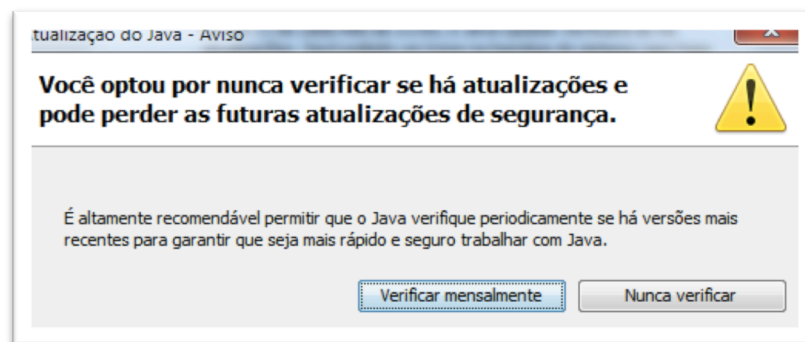 tualização do Java - Aviso
Você optou por nunca verificar se há atualizações e
pode perder as futuras atualizações de segurança.
É altamente recomendável permitir que o Java verifique periodicamente se há versões mais
recentes para garantir que seja mais rápido e seguro trabalhar com Java.
Verificar mensalmente
Nunca verificar